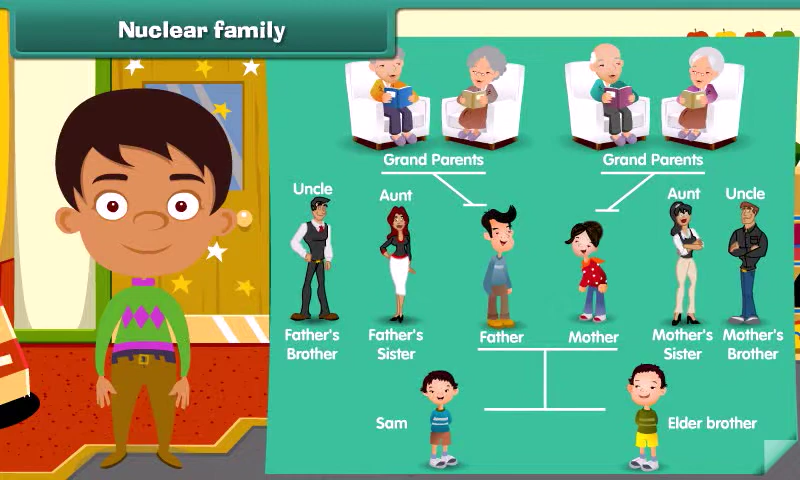 Nuclear family
Grand Parents
Grand Parents
Uncle
Aunt
Aunt
Uncle
Father's
Brother
Father's
Sister
Father
Mother
Mother's
Sister
Mother's
Brother
Sam
Elder brother